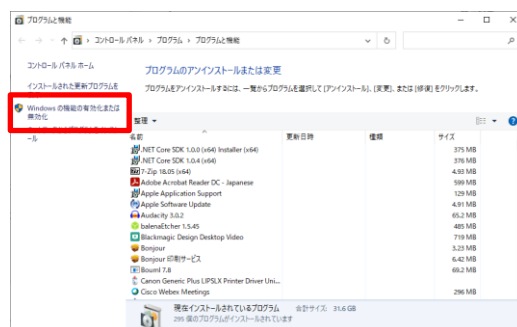 プログラムと機能
コントロール パネル › プログラム › プログラムと機能
コントロール パネル ホーム
インストールされた更新プログラムを
Windows の機能の有効化または
無効化
ール
プログラムのアンインストールまたは変更
プログラムをアンインストールするには、一覧からプログラムを選択して [アンインストール]、[変更]、または [修復] をクリックします。
整理
名前 更新日時 種類 サイズ
.NET Core SDK 1.0.0 (x64) Installer (x64) 375 MB
.NET Core SDK 1.0.4 (x64) 376 MB
7-Zip 18.05 (x64) 4.93 MB
Adobe Acrobat Reader DC - Japanese 599 MB
Apple Application Support 129 MB
Apple Software Update 4.91 MB
Audacity 3.0.2 65.2 MB
balenaEtcher 1.5.45 485 MB
Blackmagic Design Desktop Video 719 MB
Bonjour 3.23 MB
Bonjour 印刷サービス 6.42 MB
Bouml 7.8 69.2 MB
Canon Generic Plus LIPSLX Printer Driver Uni...
Cisco Webex Meetings 296 MB
現在インストールされているプログラム 合計サイズ: 31.6 GB
295 個のプログラムがインストールされています